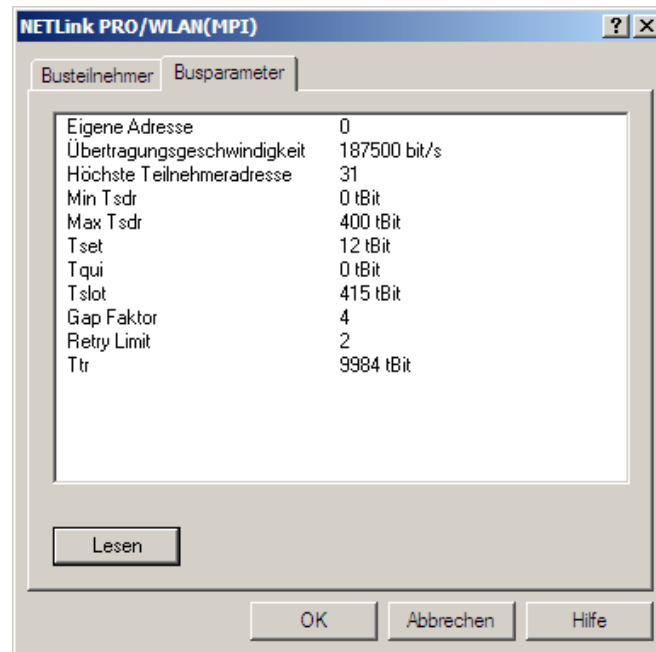 NETLink PRO/WLAN(MPI)
Busteilnehmer Busparameter
Eigene Adresse 0
Übertragungsgeschwindigkeit 187500 bit/s
Höchste Teilnehmeradresse 31
Min Tsdr 0 tBit
Max Tsdr 400 tBit
Tset 12 tBit
Tqui 0 tBit
Tslot 415 tBit
Gap Faktor 4
Retry Limit 2
Ttr 9984 tBit
Lesen
OK Abbrechen Hilfe